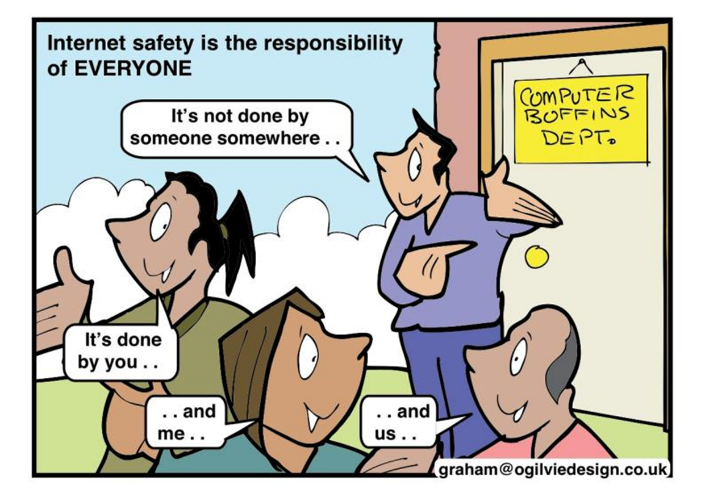 Internet safety is the responsibility
of EVERYONE
It's not done by
someone somewhere . .
COMPUTER
BOFFINS
DEPT.
It's done
by you . .
. . and
me . .
. . and
us . .
graham@ogilviedesign.co.uk